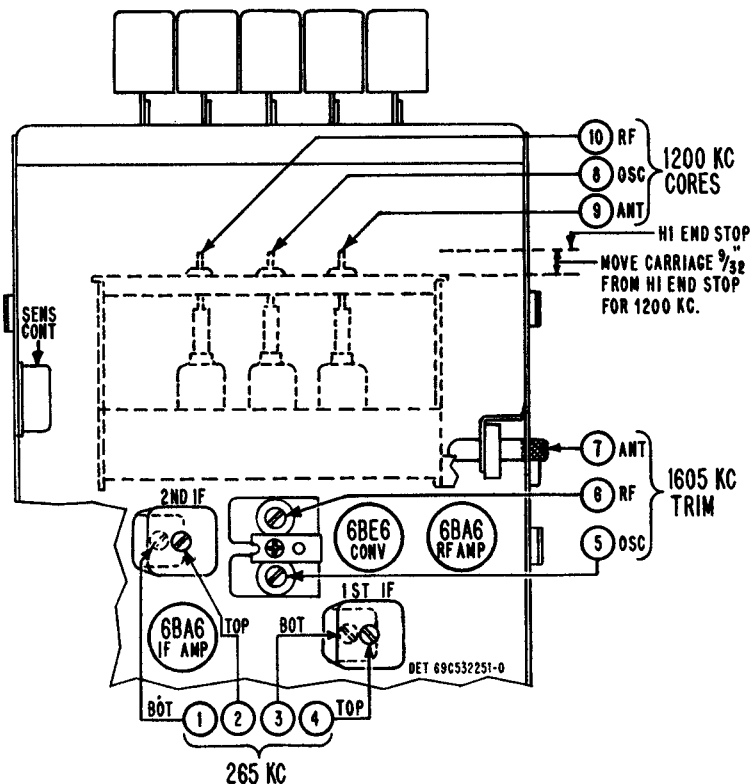 10 RF
8 OSC
9 ANT
1200 KC
CORES
HI END STOP
MOVE CARRIAGE 9/32"
FROM HI END STOP
FOR 1200 KC.
SENS
CONT
7 ANT
6 RF
5 OSC
1605 KC
TRIM
2ND IF
6BE6
CONV
6BA6
RF AMP
1ST IF
6BA6
IF AMP
TOP
BOT
DET 69C532251-0
BOT
1
2
3
4
TOP
265 KC